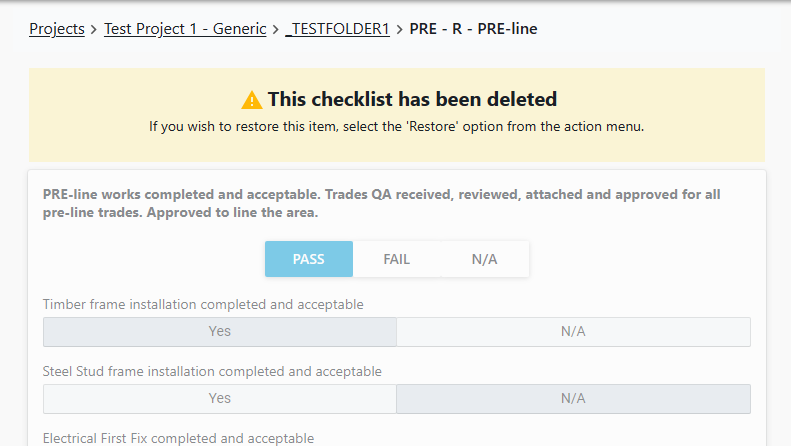 Projects > Test Project 1 - Generic > _TESTFOLDER1 > PRE - R - PRE-line
This checklist has been deleted
If you wish to restore this item, select the 'Restore' option from the action menu.
PRE-line works completed and acceptable. Trades QA received, reviewed, attached and approved for all
pre-line trades. Approved to line the area.
PASS FAIL N/A
Timber frame installation completed and acceptable
Yes N/A
Steel Stud frame installation completed and acceptable
Yes N/A
Electrical First Fix completed and acceptable